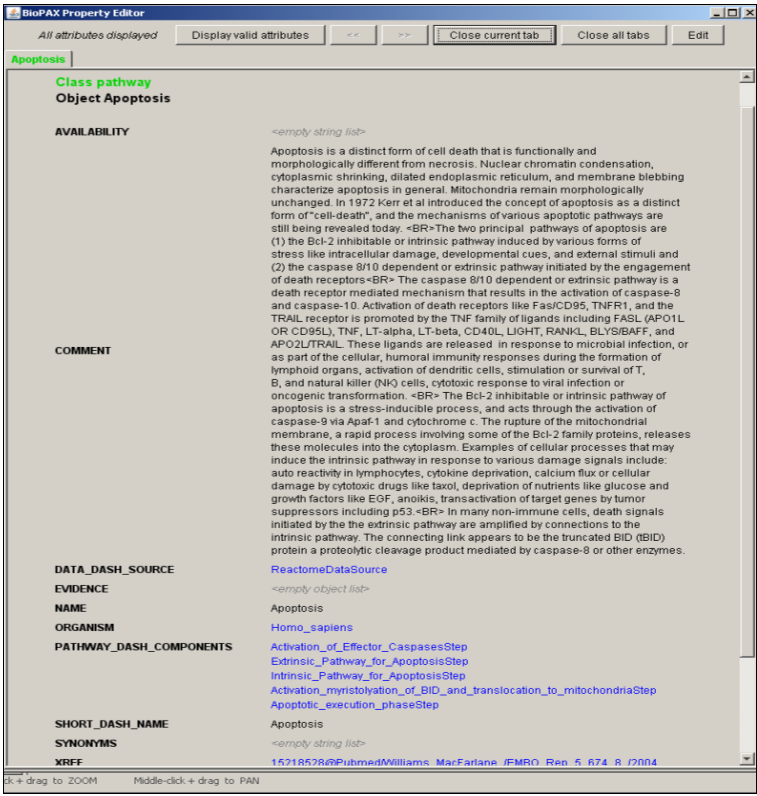 BioPAX Property Editor
All attributes displayed Display valid attributes << >> Close current tab Close all tabs Edit
Apoptosis
Class pathway
Object Apoptosis
AVAILABILITY <empty string list>
COMMENT
Apoptosis is a distinct form of cell death that is functionally and
morphologically different from necrosis. Nuclear chromatin condensation,
cytoplasmic shrinking, dilated endoplasmic reticulum, and membrane blebbing
characterize apoptosis in general. Mitochondria remain morphologically
unchanged. In 1972 Kerr et al introduced the concept of apoptosis as a distinct
form of "cell-death", and the mechanisms of various apoptotic pathways are
still being revealed today. <BR>The two principal pathways of apoptosis are
(1) the Bcl-2 inhibitable or intrinsic pathway induced by various forms of
stress like intracellular damage, developmental cues, and external stimuli and
(2) the caspase 8/10 dependent or extrinsic pathway initiated by the engagement
of death receptors<BR> The caspase 8/10 dependent or extrinsic pathway is a
death receptor mediated mechanism that results in the activation of caspase-8
and caspase-10. Activation of death receptors like Fas/CD95, TNFR1, and the
TRAIL receptor is promoted by the TNF family of ligands including FASL (APO1L
OR CD95L), TNF, LT-alpha, LT-beta, CD40L, LIGHT, RANKL, BLYS/BAFF, and
APO2L/TRAIL. These ligands are released in response to microbial infection, or
as part of the cellular, humoral immunity responses during the formation of
lymphoid organs, activation of dendritic cells, stimulation or survival of T,
B, and natural killer (NK) cells, cytotoxic response to viral infection or
oncogenic transformation. <BR> The Bcl-2 inhibitable or intrinsic pathway of
apoptosis is a stress-inducible process, and acts through the activation of
caspase-9 via Apaf-1 and cytochrome c. The rupture of the mitochondrial
membrane, a rapid process involving some of the Bcl-2 family proteins, releases
these molecules into the cytoplasm. Examples of cellular processes that may
induce the intrinsic pathway in response to various damage signals include:
auto reactivity in lymphocytes, cytokine deprivation, calcium flux or cellular
damage by cytotoxic drugs like taxol, deprivation of nutrients like glucose and
growth factors like EGF, anoikis, transactivation of target genes by tumor
suppressors including p53.<BR> In many non-immune cells, death signals
initiated by the the extrinsic pathway are amplified by connections to the
intrinsic pathway. The connecting link appears to be the truncated BID (tBID)
protein a proteolytic cleavage product mediated by caspase-8 or other enzymes.
DATA_DASH_SOURCE ReactomeDataSource
EVIDENCE <empty object list>
NAME Apoptosis
ORGANISM Homo_sapiens
PATHWAY_DASH_COMPONENTS Activation_of_Effector_CaspasesStep
Extrinsic_Pathway_for_ApoptosisStep
Intrinsic_Pathway_for_ApoptosisStep
Activation_myristolyation_of_BID_and_translocation_to_mitochondriaStep
Apoptotic_execution_phaseStep
SHORT_DASH_NAME Apoptosis
SYNONYMS <empty string list>
XREF 15218528@Pubmed/Williams_MacFarlane_/EMBO_Rep_5_674_8_/2004
ck + drag to ZOOM Middle-click + drag to PAN